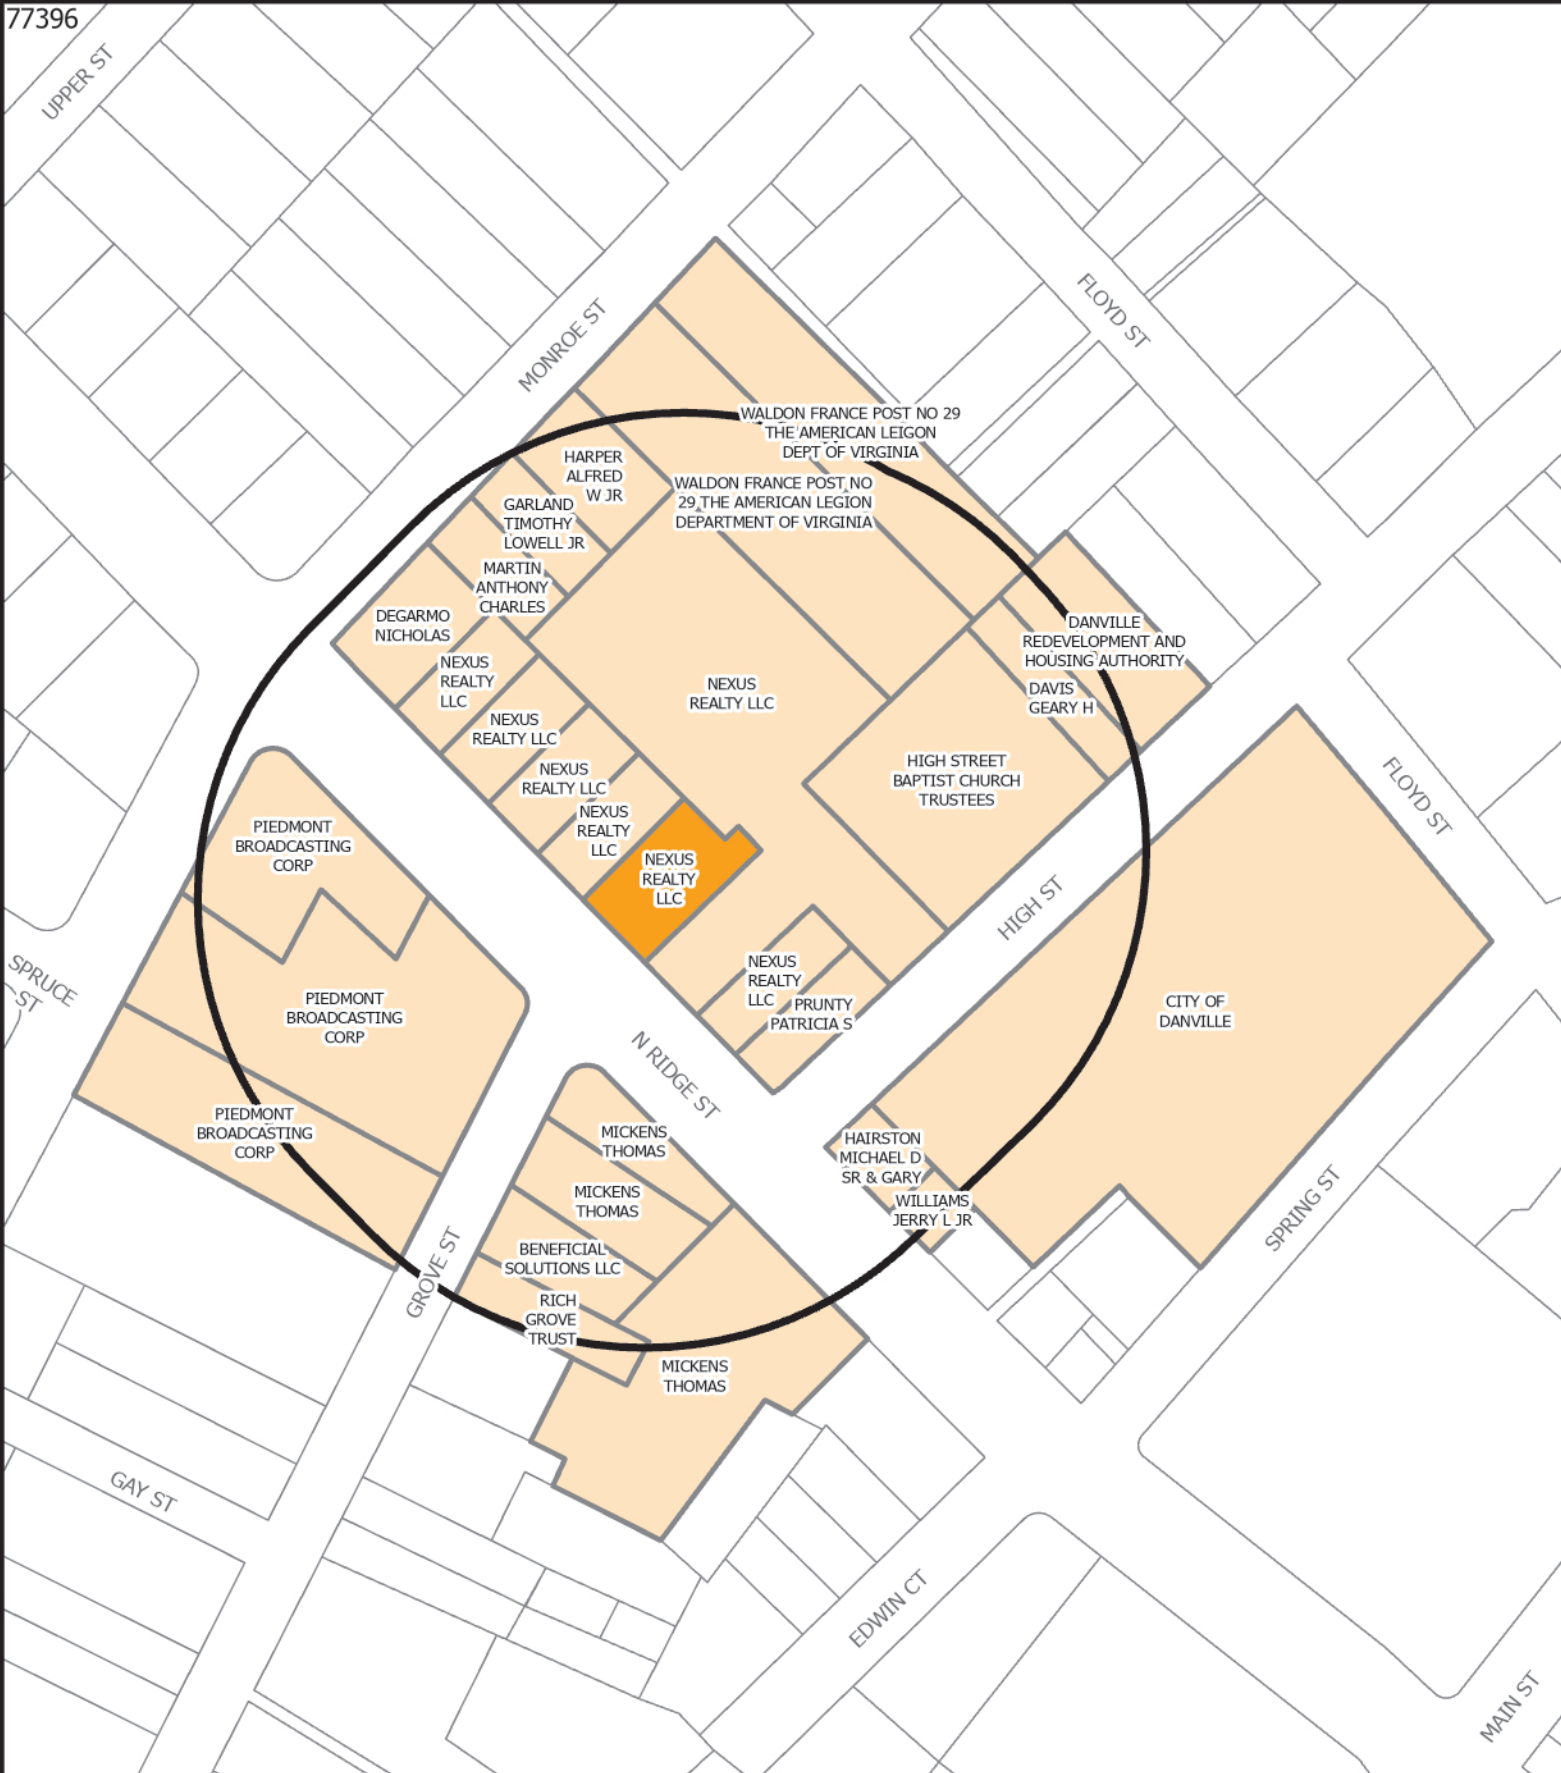 77396
UPPER ST
MONROE ST
FLOYD ST
WALDON FRANCE POST NO 29
THE AMERICAN LEIGON
DEPT OF VIRGINIA
HARPER
ALFRED
W JR
WALDON FRANCE POST NO
29 THE AMERICAN LEGION
DEPARTMENT OF VIRGINIA
GARLAND
TIMOTHY
LOWELL JR
MARTIN
ANTHONY
CHARLES
DEGARMO
NICHOLAS
DANVILLE
REDEVELOPMENT AND
HOUSING AUTHORITY
NEXUS
REALTY
LLC
NEXUS
REALTY LLC
DAVIS
GEARY H
NEXUS
REALTY LLC
HIGH STREET
BAPTIST CHURCH
TRUSTEES
NEXUS
REALTY LLC
FLOYD ST
NEXUS
REALTY
LLC
PIEDMONT
BROADCASTING
CORP
NEXUS
REALTY
LLC
HIGH ST
SPRUCE
ST
NEXUS
REALTY
LLC
PIEDMONT
BROADCASTING
CORP
PRUNTY
PATRICIA S
CITY OF
DANVILLE
N RIDGE ST
PIEDMONT
BROADCASTING
CORP
MICKENS
THOMAS
HAIRSTON
MICHAEL D
SR & GARY
MICKENS
THOMAS
WILLIAMS
JERRY L JR
SPRING ST
BENEFICIAL
SOLUTIONS LLC
GROVE ST
RICH
GROVE
TRUST
MICKENS
THOMAS
GAY ST
EDWIN CT
MAIN ST